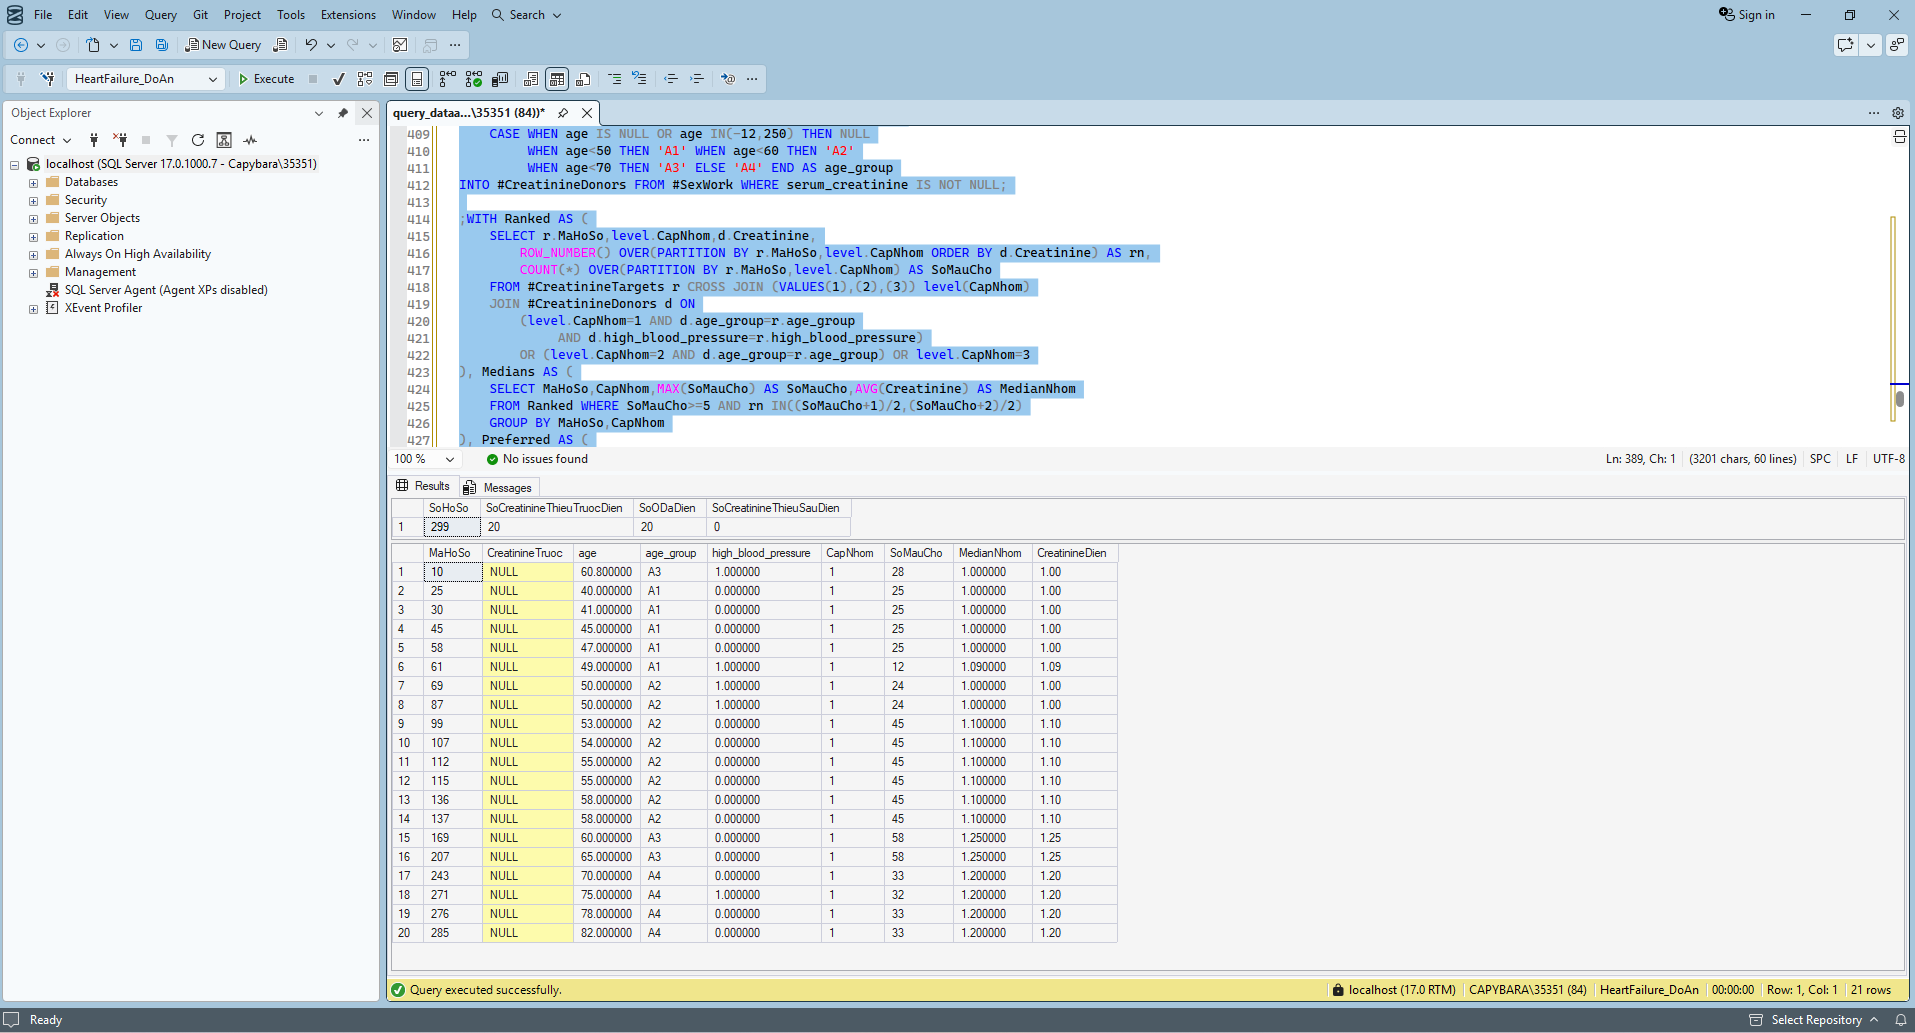 File Edit View Query Git Project Tools Extensions Window Help Search Sign in
New Query
HeartFailure_DoAn Execute
Object Explorer
Connect
localhost (SQL Server 17.0.1000.7 - Capybara\35351)
Databases
Security
Server Objects
Replication
Always On High Availability
Management
SQL Server Agent (Agent XPs disabled)
XEvent Profiler
query_dataa...\35351 (84))*
409 CASE WHEN age IS NULL OR age IN(-12,250) THEN NULL
410 WHEN age<50 THEN 'A1' WHEN age<60 THEN 'A2'
411 WHEN age<70 THEN 'A3' ELSE 'A4' END AS age_group
412 INTO #CreatinineDonors FROM #SexWork WHERE serum_creatinine IS NOT NULL;
413
414 ;WITH Ranked AS (
415 SELECT r.MaHoSo,level.CapNhom,d.Creatinine,
416 ROW_NUMBER() OVER(PARTITION BY r.MaHoSo,level.CapNhom ORDER BY d.Creatinine) AS rn,
417 COUNT(*) OVER(PARTITION BY r.MaHoSo,level.CapNhom) AS SoMauCho
418 FROM #CreatinineTargets r CROSS JOIN (VALUES(1),(2),(3)) level(CapNhom)
419 JOIN #CreatinineDonors d ON
420 (level.CapNhom=1 AND d.age_group=r.age_group
421 AND d.high_blood_pressure=r.high_blood_pressure)
422 OR (level.CapNhom=2 AND d.age_group=r.age_group) OR level.CapNhom=3
423 ), Medians AS (
424 SELECT MaHoSo,CapNhom,MAX(SoMauCho) AS SoMauCho,AVG(Creatinine) AS MedianNhom
425 FROM Ranked WHERE SoMauCho>=5 AND rn IN((SoMauCho+1)/2,(SoMauCho+2)/2)
426 GROUP BY MaHoSo,CapNhom
427 ), Preferred AS (
100 % No issues found Ln: 389, Ch: 1 (3201 chars, 60 lines) SPC LF UTF-8
Results Messages
SoHoSo SoCreatinineThieuTruocDien SoODaDien SoCreatinineThieuSauDien
1 299 20 20 0
MaHoSo CreatinineTruoc age age_group high_blood_pressure CapNhom SoMauCho MedianNhom CreatinineDien
1 10 NULL 60.800000 A3 1.000000 1 28 1.000000 1.00
2 25 NULL 40.000000 A1 0.000000 1 25 1.000000 1.00
3 30 NULL 41.000000 A1 0.000000 1 25 1.000000 1.00
4 45 NULL 45.000000 A1 0.000000 1 25 1.000000 1.00
5 58 NULL 47.000000 A1 0.000000 1 25 1.000000 1.00
6 61 NULL 49.000000 A1 1.000000 1 12 1.090000 1.09
7 69 NULL 50.000000 A2 1.000000 1 24 1.000000 1.00
8 87 NULL 50.000000 A2 1.000000 1 24 1.000000 1.00
9 99 NULL 53.000000 A2 0.000000 1 45 1.100000 1.10
10 107 NULL 54.000000 A2 0.000000 1 45 1.100000 1.10
11 112 NULL 55.000000 A2 0.000000 1 45 1.100000 1.10
12 115 NULL 55.000000 A2 0.000000 1 45 1.100000 1.10
13 136 NULL 58.000000 A2 0.000000 1 45 1.100000 1.10
14 137 NULL 58.000000 A2 0.000000 1 45 1.100000 1.10
15 169 NULL 60.000000 A3 0.000000 1 58 1.250000 1.25
16 207 NULL 65.000000 A3 0.000000 1 58 1.250000 1.25
17 243 NULL 70.000000 A4 0.000000 1 33 1.200000 1.20
18 271 NULL 75.000000 A4 1.000000 1 32 1.200000 1.20
19 276 NULL 78.000000 A4 0.000000 1 33 1.200000 1.20
20 285 NULL 82.000000 A4 0.000000 1 33 1.200000 1.20
Query executed successfully. localhost (17.0 RTM) CAPYBARA\35351 (84) HeartFailure_DoAn 00:00:00 Row: 1, Col: 1 21 rows
Ready Select Repository